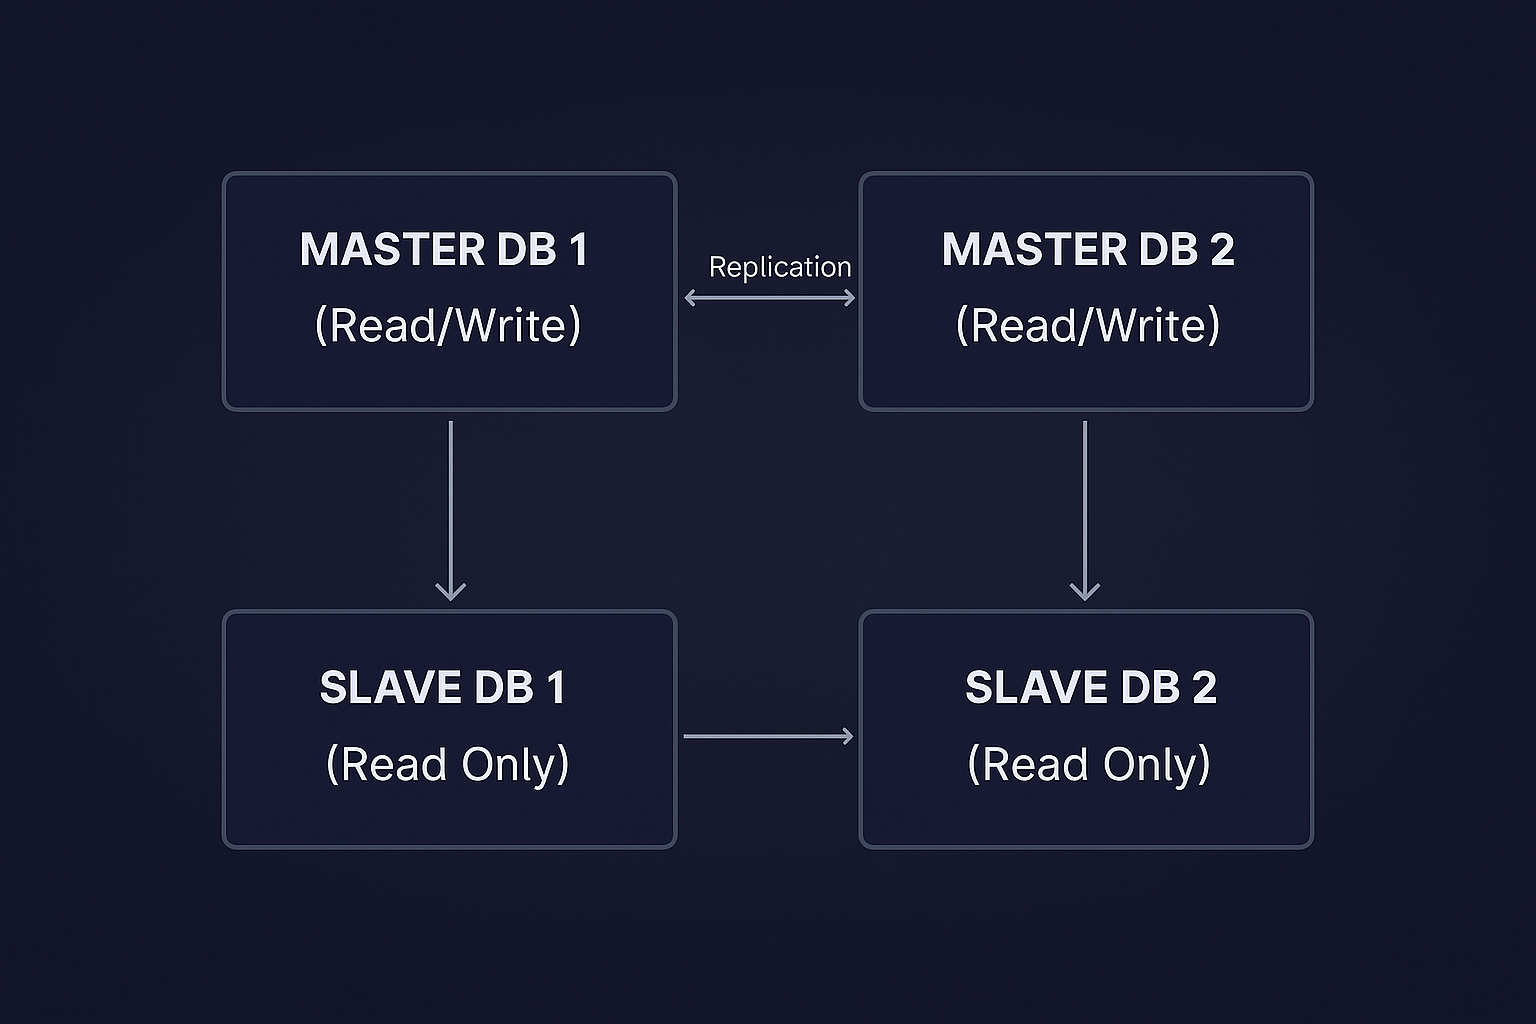 MASTER DB 1
(Read/Write)
Replication
MASTER DB 2
(Read/Write)
SLAVE DB 1
(Read Only)
SLAVE DB 2
(Read Only)